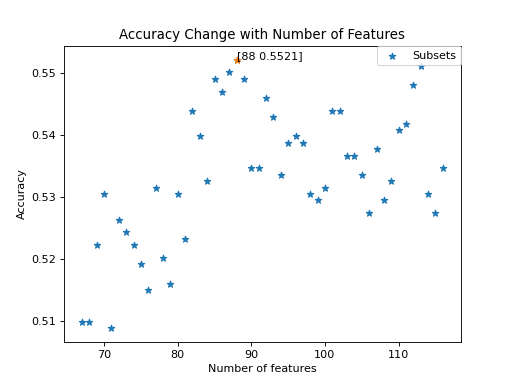 Accuracy Change with Number of Features
[88 0.5521]
Subsets
0.55
0.54
0.53
0.52
0.51
Accuracy
70 80 90 100 110
Number of features